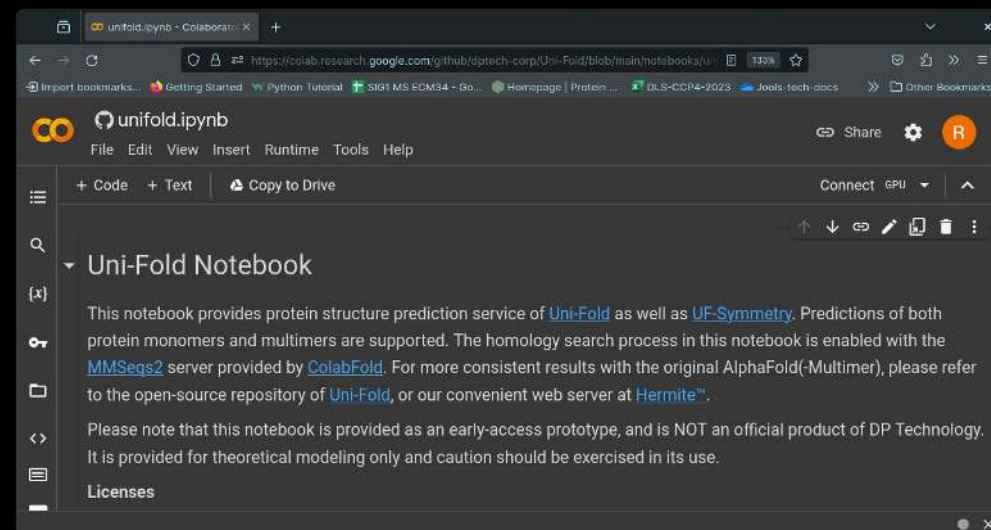 unifold.ipynb - Colaborato
https://colab.research.google.com/github/dptech-corp/Uni-Fold/blob/main/notebooks/u
133%
Import bookmarks... Getting Started Python Tutorial SIG1 MS ECM34 - Go... Homepage | Protein ... DLS-CCP4-2023 Jools-tech-docs Other Bookmarks
unifold.ipynb
Share
R
File Edit View Insert Runtime Tools Help
+ Code + Text Copy to Drive
Connect GPU
Uni-Fold Notebook
{x}
This notebook provides protein structure prediction service of Uni-Fold as well as UF-Symmetry. Predictions of both
protein monomers and multimers are supported. The homology search process in this notebook is enabled with the
MMSeqs2 server provided by ColabFold. For more consistent results with the original AlphaFold(-Multimer), please refer
to the open-source repository of Uni-Fold, or our convenient web server at Hermite™.
Please note that this notebook is provided as an early-access prototype, and is NOT an official product of DP Technology.
It is provided for theoretical modeling only and caution should be exercised in its use.
Licenses